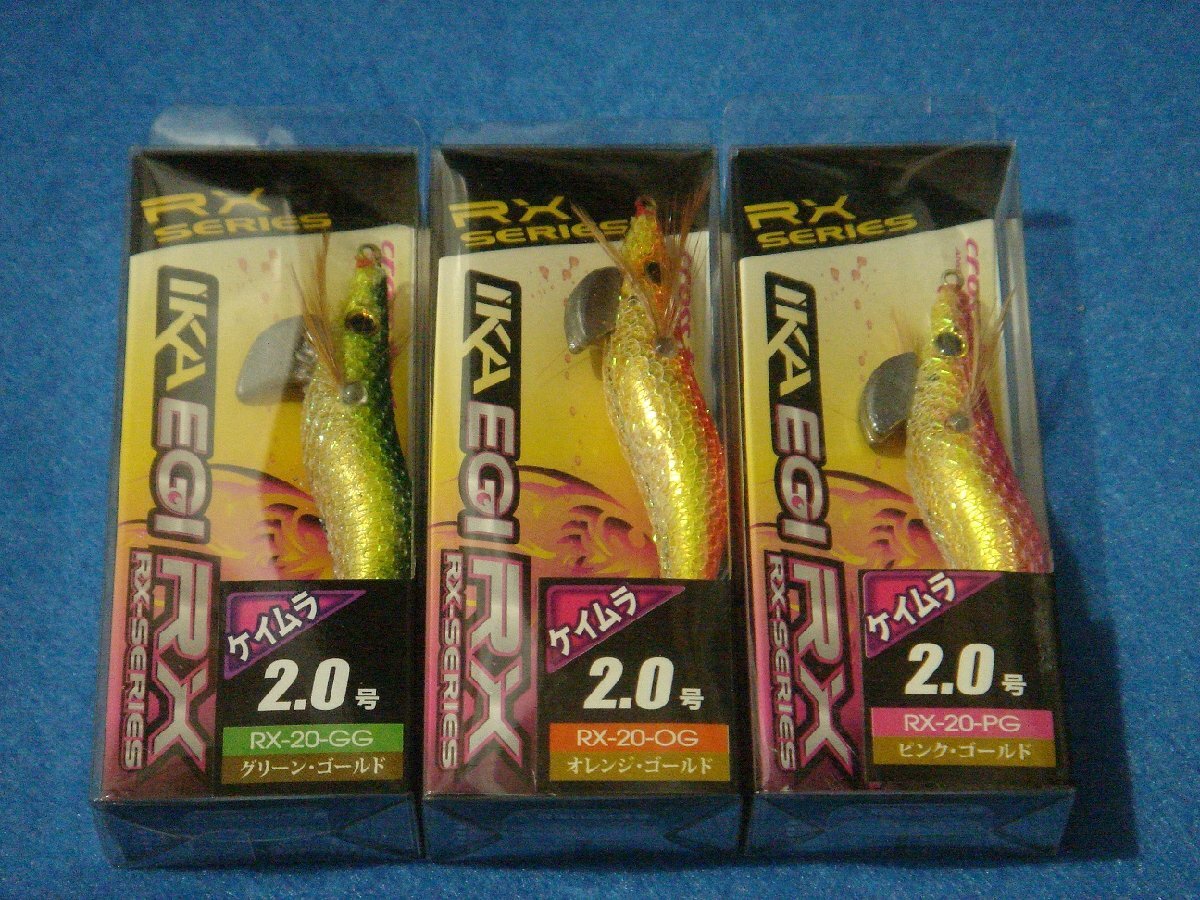 RX
SERIES
IKA EGI RX
RX-SERIES
ケイムラ
2.0号
RX-20-GG
グリーン・ゴールド
RX
SERIES
IKA EGI RX
RX-SERIES
ケイムラ
2.0号
RX-20-OG
オレンジ・ゴールド
RX
SERIES
IKA EGI RX
RX-SERIES
ケイムラ
2.0号
RX-20-PG
ピンク・ゴールド